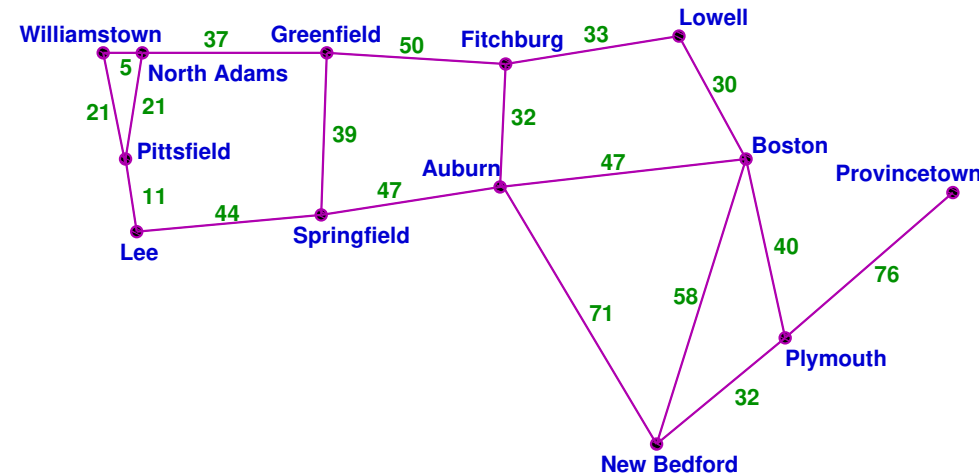 Lowell
Williamstown
37
Greenfield
50
Fitchburg
33
5
North Adams
30
21
21
39
32
Pittsfield
Auburn
47
Boston
Provincetown
11
44
47
Springfield
Lee
40
76
58
71
Plymouth
32
New Bedford